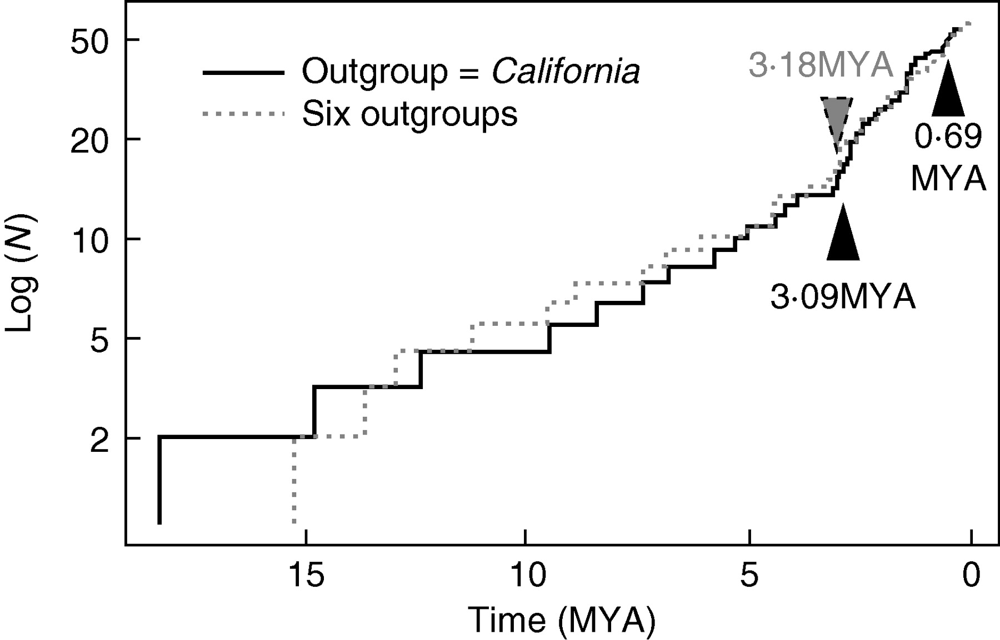 50
20
10
5
2
Log (N)
Outgroup = California
Six outgroups
3·18MYA
0·69
MYA
3·09MYA
15
10
5
0
Time (MYA)